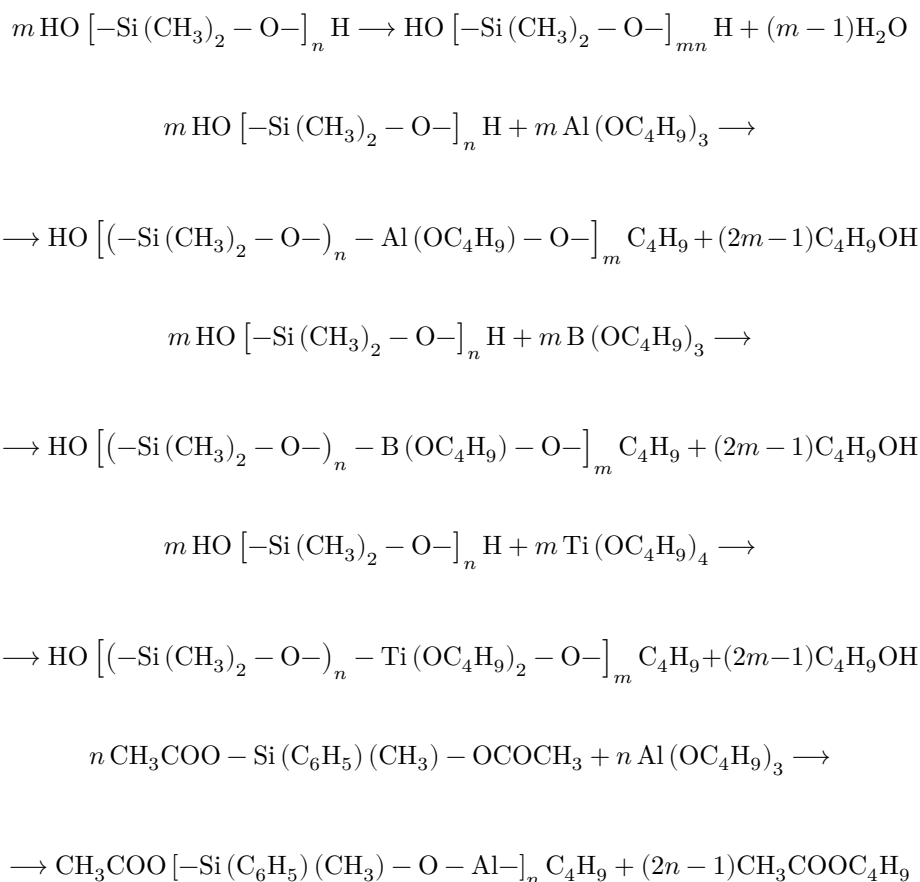 m HO [−Si (CH₃)₂ − O−]ₙ H ⟶ HO [−Si (CH₃)₂ − O−]ₘₙ H + (m − 1)H₂O
m HO [−Si (CH₃)₂ − O−]ₙ H + m Al (OC₄H₉)₃ ⟶
⟶ HO [(−Si (CH₃)₂ − O−)ₙ − Al (OC₄H₉) − O−]ₘ C₄H₉ + (2m−1)C₄H₉OH
m HO [−Si (CH₃)₂ − O−]ₙ H + m B (OC₄H₉)₃ ⟶
⟶ HO [(−Si (CH₃)₂ − O−)ₙ − B (OC₄H₉) − O−]ₘ C₄H₉ + (2m − 1)C₄H₉OH
m HO [−Si (CH₃)₂ − O−]ₙ H + m Ti (OC₄H₉)₄ ⟶
⟶ HO [(−Si (CH₃)₂ − O−)ₙ − Ti (OC₄H₉)₂ − O−]ₘ C₄H₉+(2m−1)C₄H₉OH
n CH₃COO − Si (C₆H₅) (CH₃) − OCOCH₃ + n Al (OC₄H₉)₃ ⟶
⟶ CH₃COO [−Si (C₆H₅) (CH₃) − O − Al−]ₙ C₄H₉ + (2n − 1)CH₃COOC₄H₉